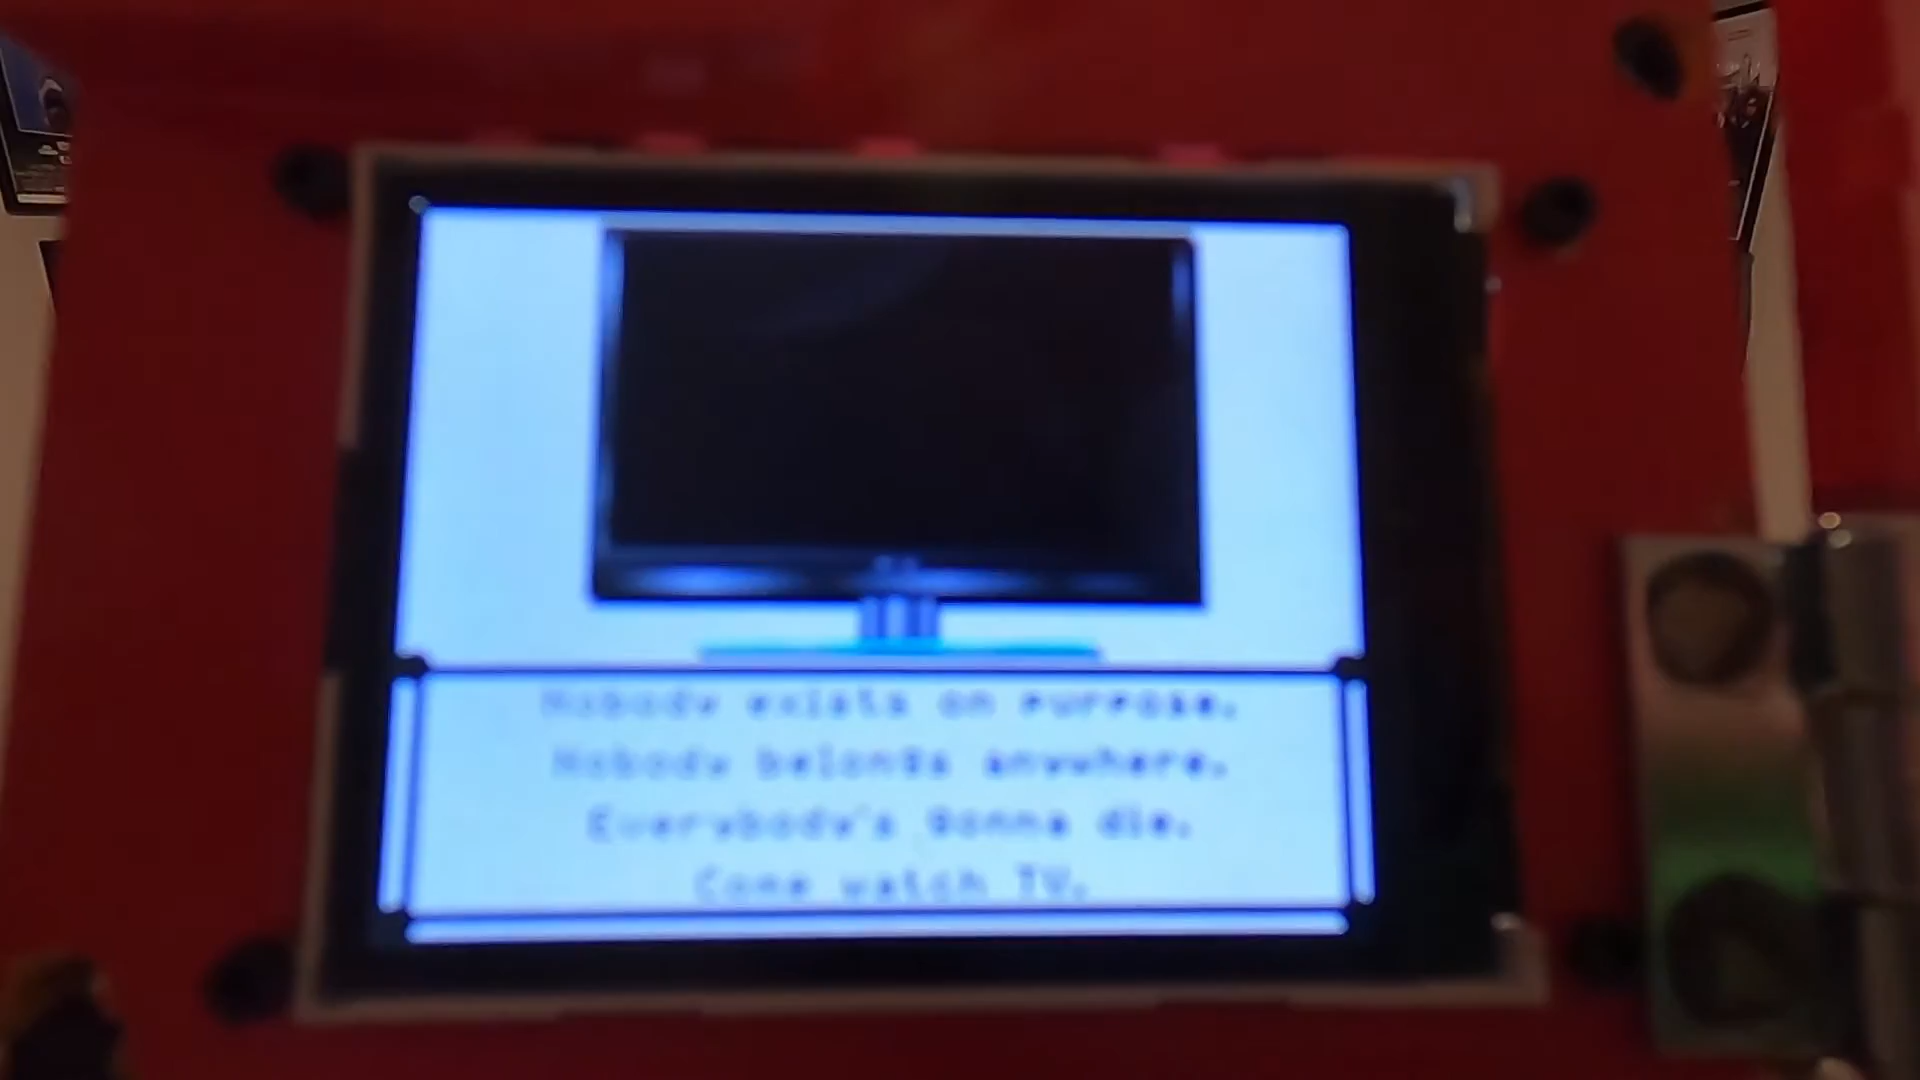 Nobody exists on purpose.
Nobody belongs anywhere.
Everybody's gonna die.
Come watch TV.